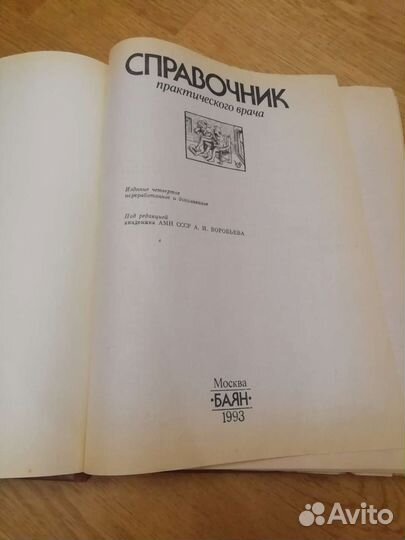 СПРАВОЧНИК
практического врача
Издание четвертое
переработанное и дополненное
Под редакцией
академика АМН СССР А. И. ВОРОБЬЕВА
Москва
·БАЯН·
1993
Avito